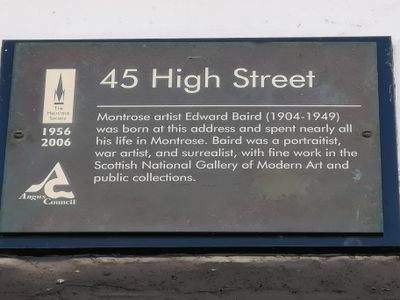 45 High Street
The
Montrose
Society
1956
2006
Montrose artist Edward Baird (1904-1949)
was born at this address and spent nearly all
his life in Montrose. Baird was a portraitist,
war artist, and surrealist, with fine work in the
Scottish National Gallery of Modern Art and
public collections.
Angus
Council